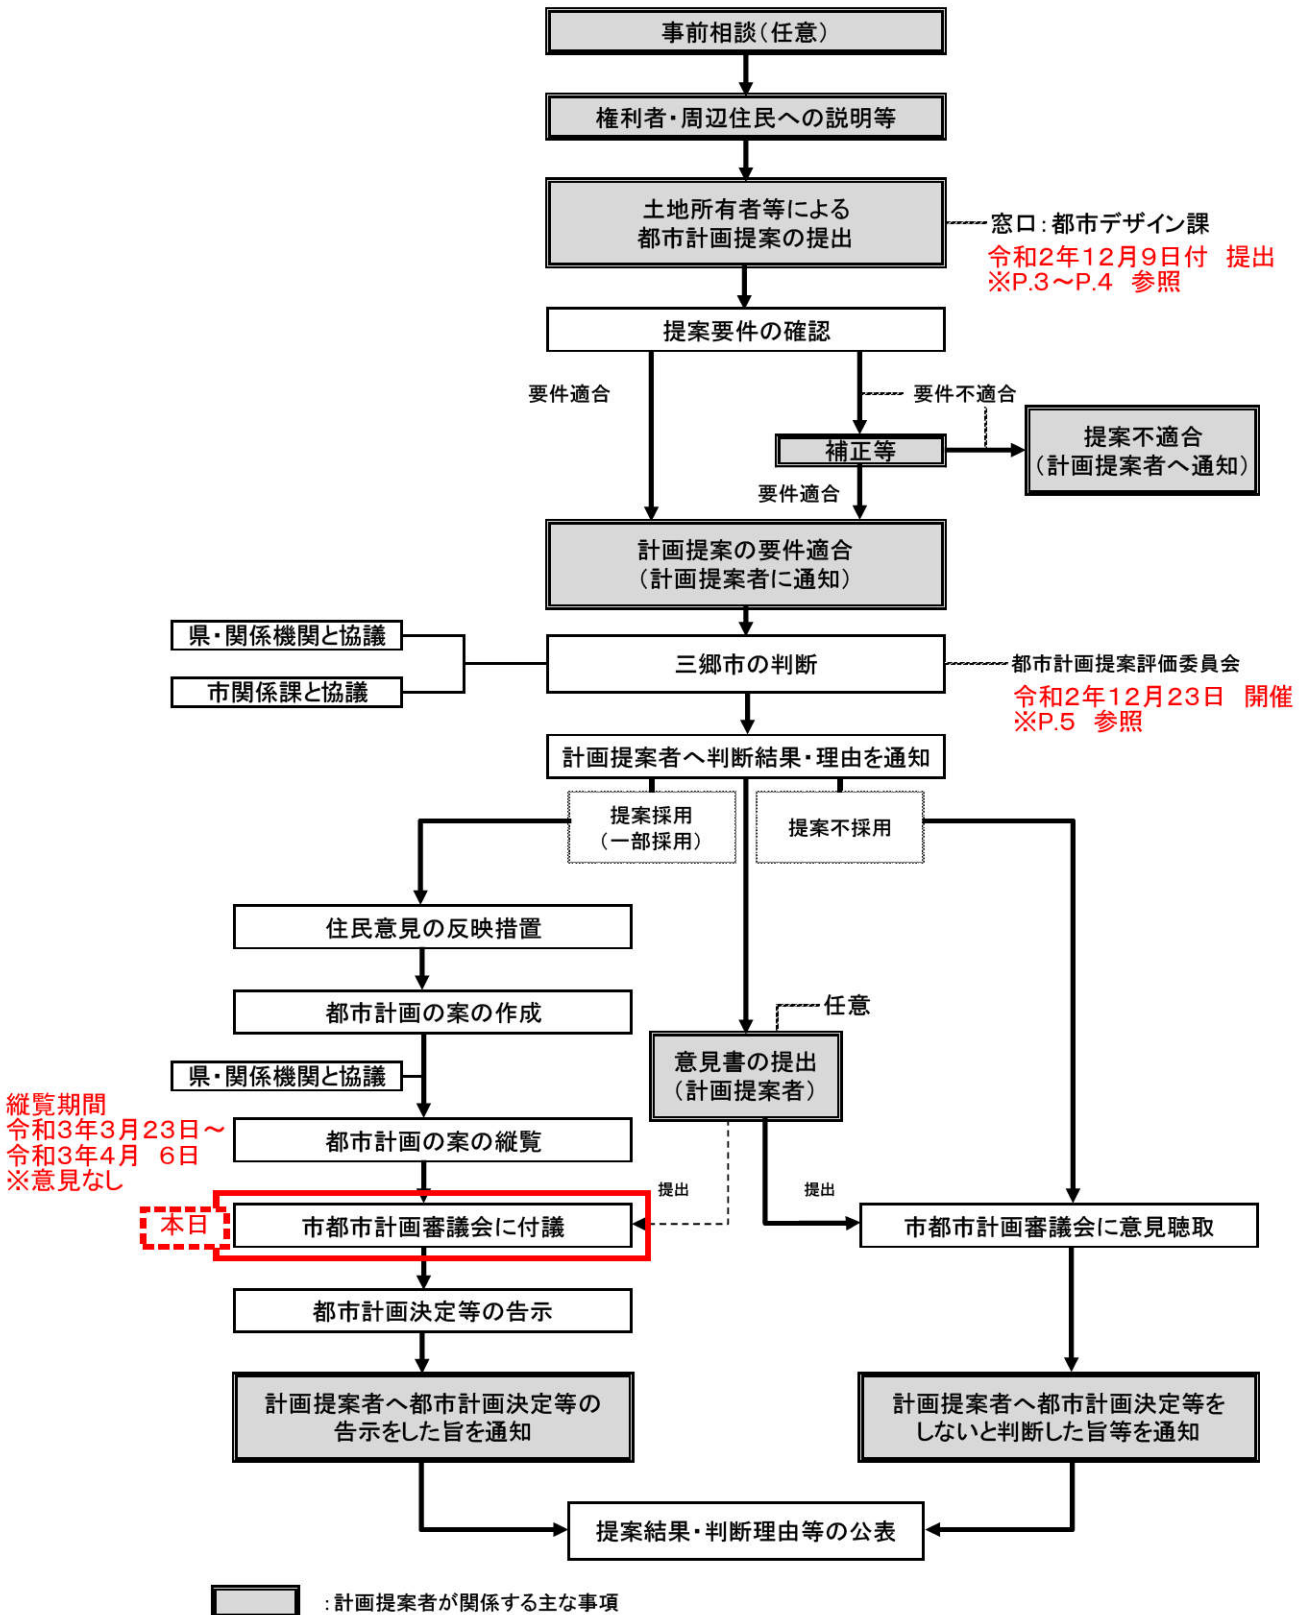 事前相談（任意）
権利者・周辺住民への説明等
土地所有者等による
都市計画提案の提出
窓口：都市デザイン課
令和2年12月9日付　提出
※P.3～P.4　参照
提案要件の確認
要件適合
要件不適合
補正等
提案不適合
（計画提案者へ通知）
要件適合
計画提案の要件適合
（計画提案者に通知）
県・関係機関と協議
市関係課と協議
三郷市の判断
都市計画提案評価委員会
令和2年12月23日　開催
※P.5　参照
計画提案者へ判断結果・理由を通知
提案採用
（一部採用）
提案不採用
住民意見の反映措置
都市計画の案の作成
任意
意見書の提出
（計画提案者）
県・関係機関と協議
縦覧期間
令和3年3月23日～
令和3年4月　6日
※意見なし
都市計画の案の縦覧
提出
提出
本日
市都市計画審議会に付議
市都市計画審議会に意見聴取
都市計画決定等の告示
計画提案者へ都市計画決定等の
告示をした旨を通知
計画提案者へ都市計画決定等を
しないと判断した旨等を通知
提案結果・判断理由等の公表
：計画提案者が関係する主な事項